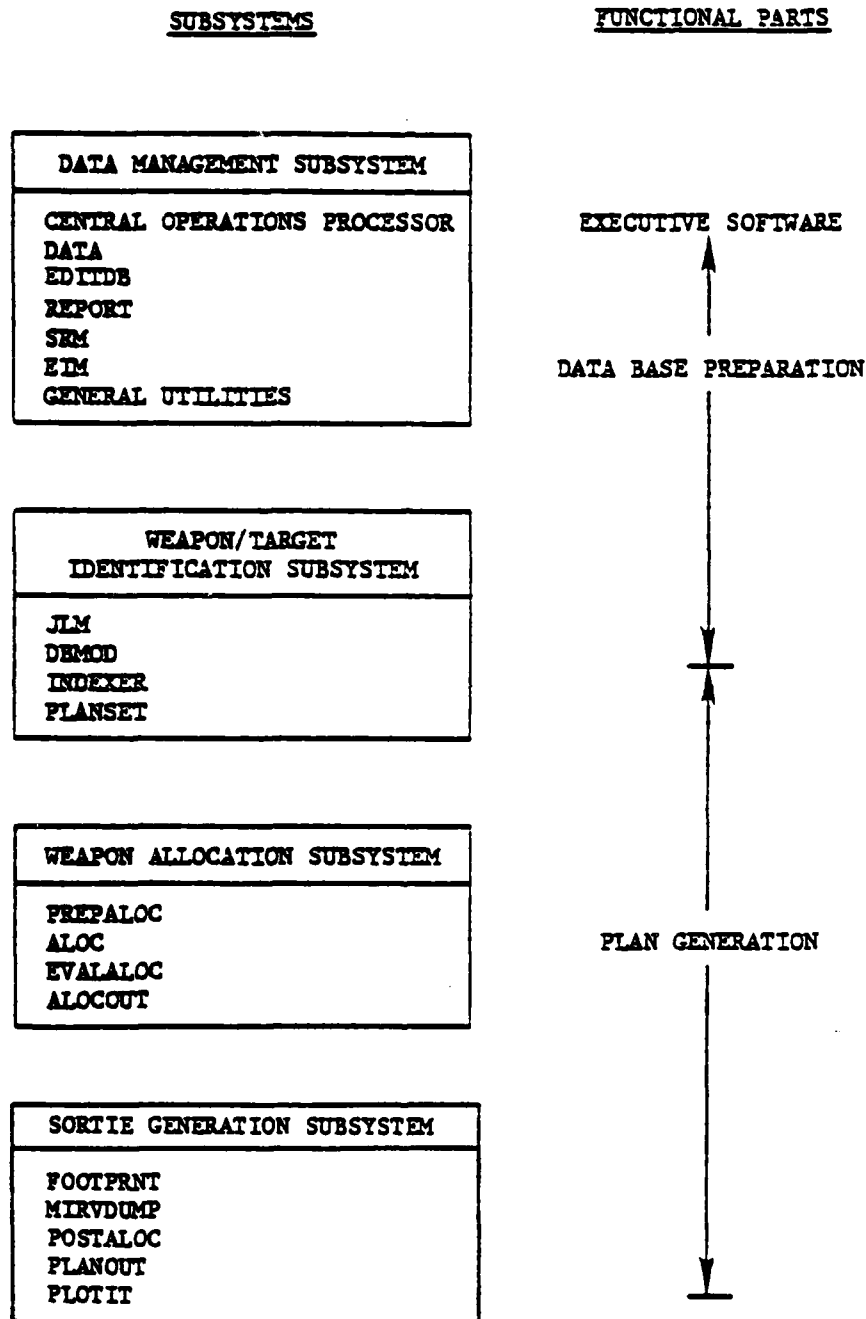 SUBSYSTEMS
FUNCTIONAL PARTS
DATA MANAGEMENT SUBSYSTEM
CENTRAL OPERATIONS PROCESSOR
DATA
EDITDB
REPORT
SRM
EIM
GENERAL UTILITIES
EXECUTIVE SOFTWARE
DATA BASE PREPARATION
WEAPON/TARGET
IDENTIFICATION SUBSYSTEM
JLM
DBMOD
INDEXER
PLANSET
WEAPON ALLOCATION SUBSYSTEM
PREPALOC
ALOC
EVALALOC
ALOCOUT
PLAN GENERATION
SORTIE GENERATION SUBSYSTEM
FOOTPRNT
MIRVDUMP
POSTALOC
PLANOUT
PLOTIT